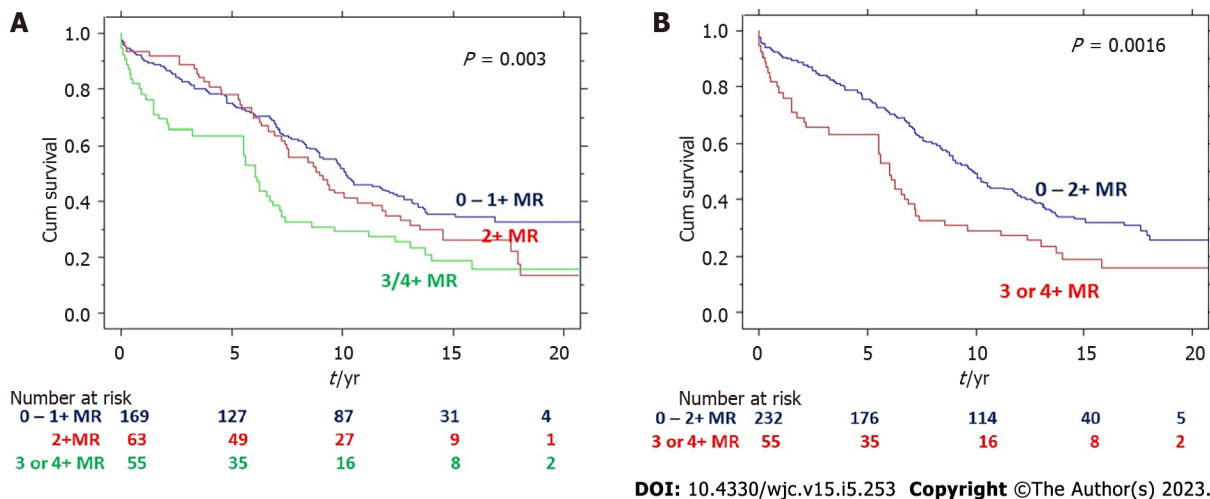 A
P = 0.003
1.0
0.8
0.6
0.4
0.2
0.0
Cum survival
0 – 1+ MR
2+ MR
3/4+ MR
0 5 10 15 20
t/yr
Number at risk
0 – 1+ MR 169 127 87 31 4
2+MR 63 49 27 9 1
3 or 4+ MR 55 35 16 8 2
B
P = 0.0016
1.0
0.8
0.6
0.4
0.2
0.0
Cum survival
0 – 2+ MR
3 or 4+ MR
0 5 10 15 20
t/yr
Number at risk
0 – 2+ MR 232 176 114 40 5
3 or 4+ MR 55 35 16 8 2
DOI: 10.4330/wjc.v15.i5.253 Copyright ©The Author(s) 2023.